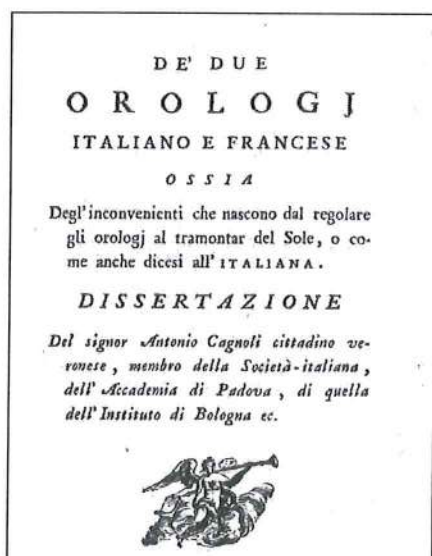 DE' DUE
OROLOGJ
ITALIANO E FRANCESE
OSSIA
Degl'inconvenienti che nascono dal regolare
gli orologj al tramontar del Sole, o co-
me anche dicesi all'ITALIANA.
DISSERTAZIONE
Del signor Antonio Cagnoli cittadino ve-
ronese, membro della Società-italiana,
dell'Accademia di Padova, di quella
dell'Instituto di Bologna ec.